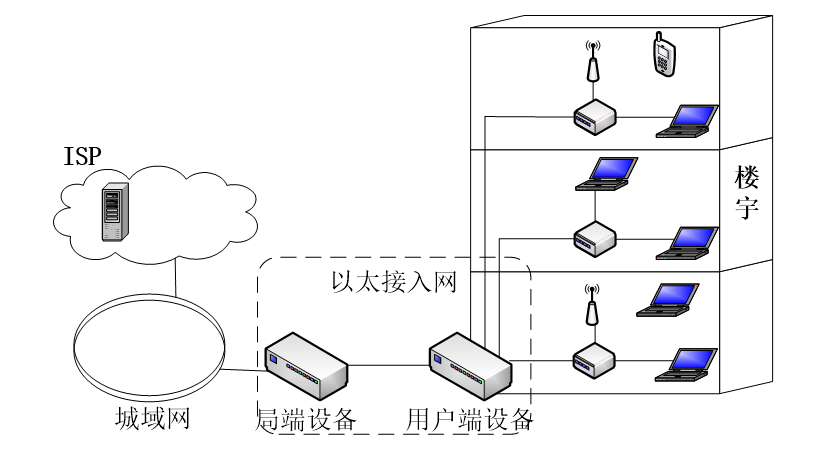 ISP
楼宇
以太接入网
城域网
局端设备
用户端设备